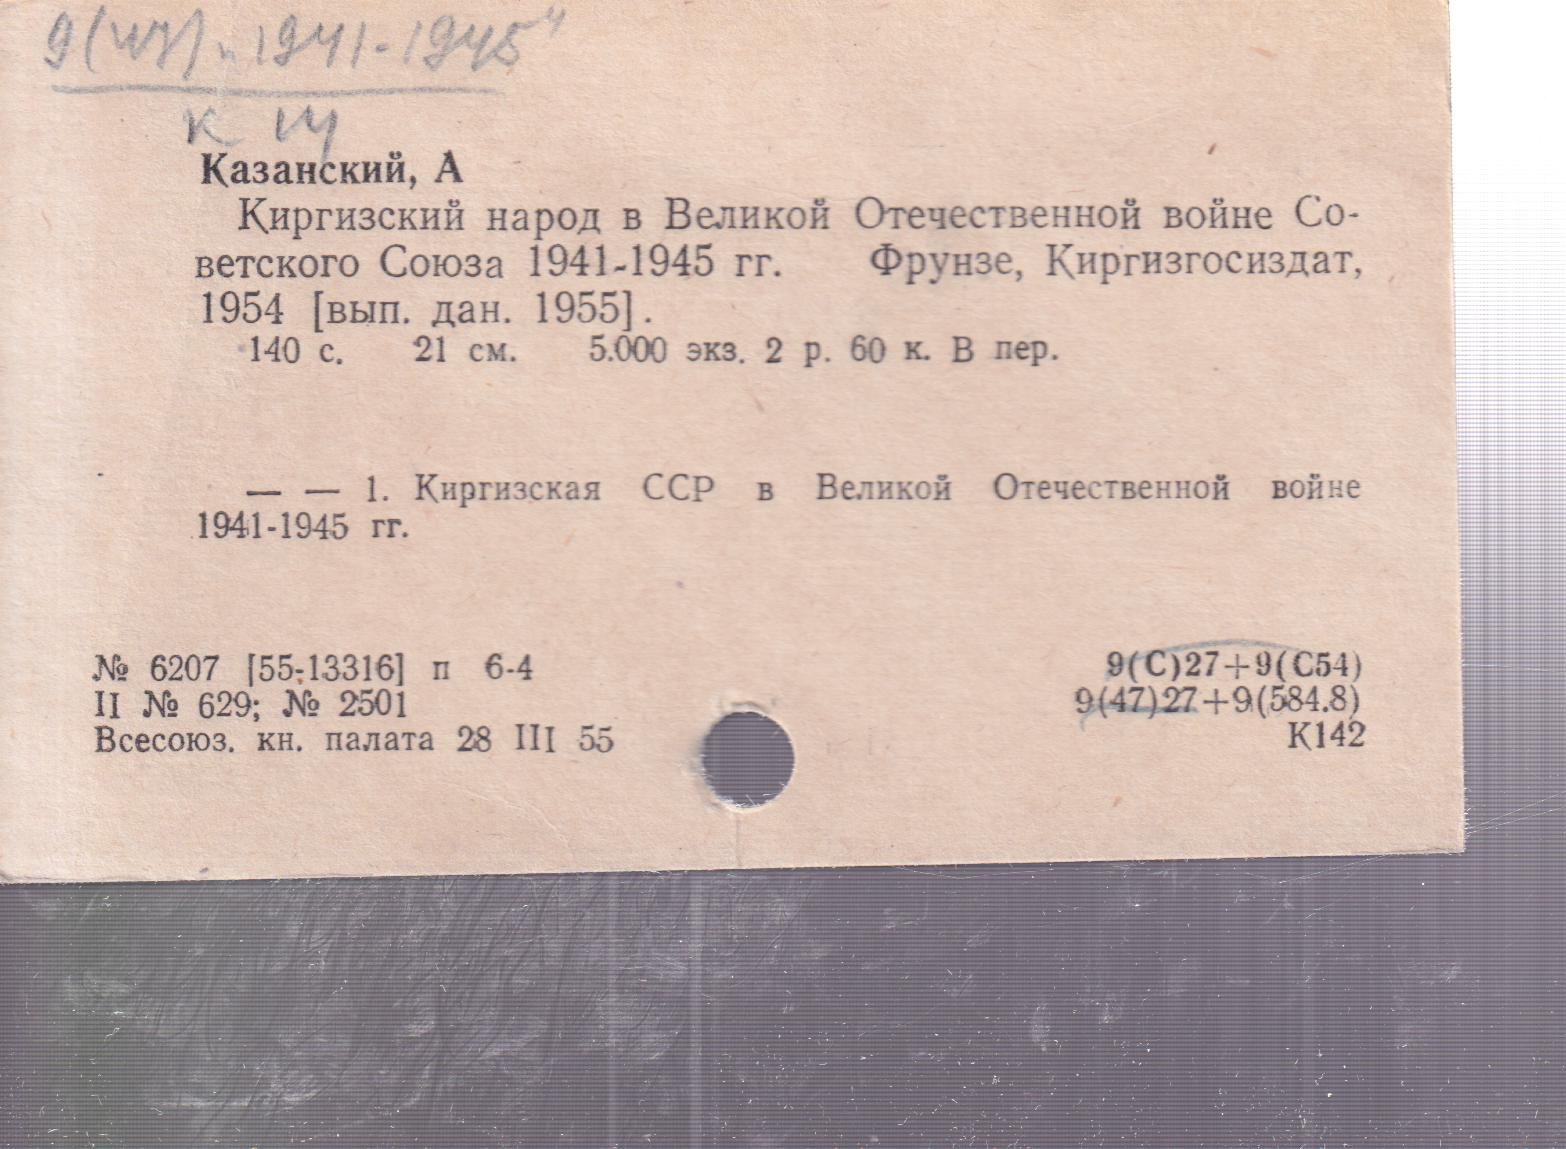 9(47) „1941-1945“
К 14
Казанский, А
Киргизский народ в Великой Отечественной войне Со-
ветского Союза 1941-1945 гг. Фрунзе, Киргизгосиздат,
1954 [вып. дан. 1955].
140 с. 21 см. 5.000 экз. 2 р. 60 к. В пер.
— — 1. Киргизская ССР в Великой Отечественной войне
1941-1945 гг.
№ 6207 [55-13316] п 6-4
II № 629; № 2501
Всесоюз. кн. палата 28 III 55
9(С)27+9(С54)
9(47)27+9(584.8)
К142